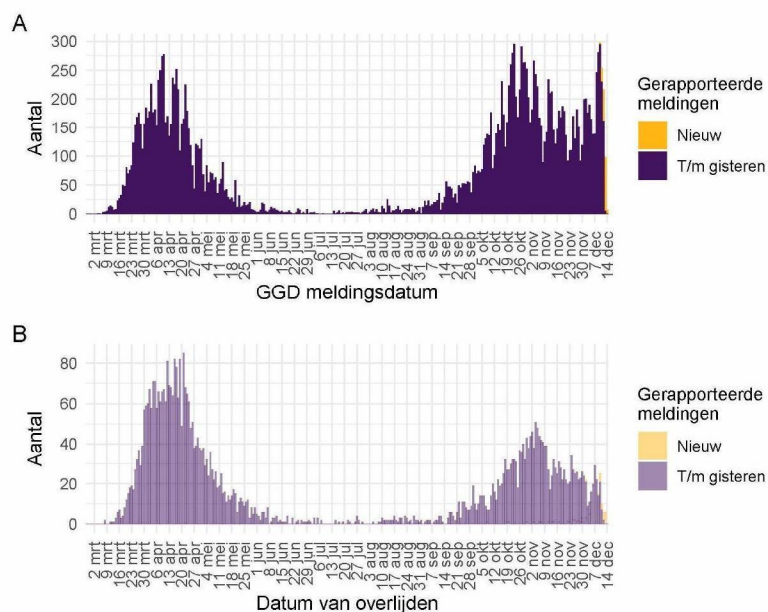 A
Aantal
300
250
200
150
100
50
0
2 mrt
9 mrt
16 mrt
23 mrt
30 mrt
6 apr
13 apr
20 apr
27 apr
4 mei
11 mei
18 mei
25 mei
1 jun
8 jun
15 jun
22 jun
29 jun
6 jul
13 jul
20 jul
27 jul
3 aug
10 aug
17 aug
24 aug
31 aug
7 sep
14 sep
21 sep
28 sep
5 okt
12 okt
19 okt
26 okt
2 nov
9 nov
16 nov
23 nov
30 nov
7 dec
14 dec
GGD meldingsdatum
Gerapporteerde
meldingen
Nieuw
T/m gisteren
B
Aantal
80
60
40
20
0
2 mrt
9 mrt
16 mrt
23 mrt
30 mrt
6 apr
13 apr
20 apr
27 apr
4 mei
11 mei
18 mei
25 mei
1 jun
8 jun
15 jun
22 jun
29 jun
6 jul
13 jul
20 jul
27 jul
3 aug
10 aug
17 aug
24 aug
31 aug
7 sep
14 sep
21 sep
28 sep
5 okt
12 okt
19 okt
26 okt
2 nov
9 nov
16 nov
23 nov
30 nov
7 dec
14 dec
Datum van overlijden
Gerapporteerde
meldingen
Nieuw
T/m gisteren